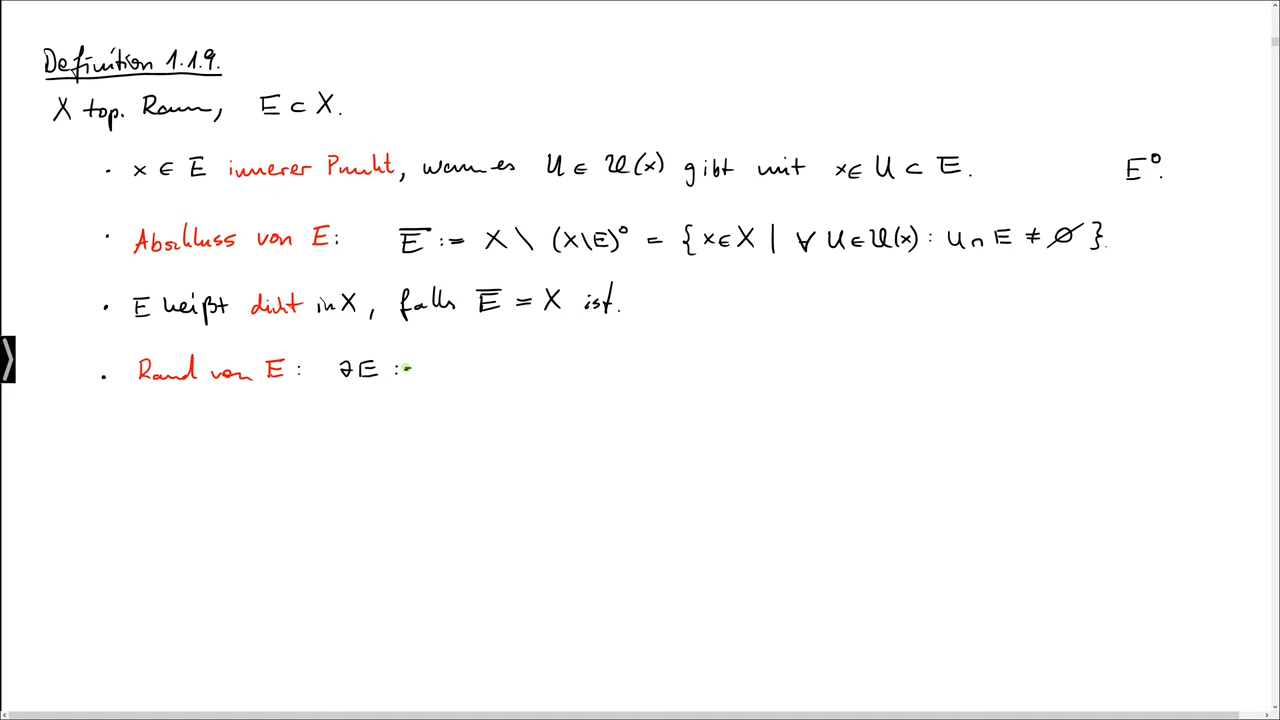 Definition 1.1.9.
X top. Raum, E ⊂ X.
· x ∈ E innerer Punkt, wann es U ∈ 𝒰(x) gibt mit x ∈ U ⊂ E. E°.
· Abschluss von E: E̅ := X \ (X\E)° = { x ∈ X | ∀ U ∈ 𝒰(x) : U ∩ E ≠ ∅ }.
· E heißt dicht in X, falls E̅ = X ist.
· Rand von E: ∂E :=